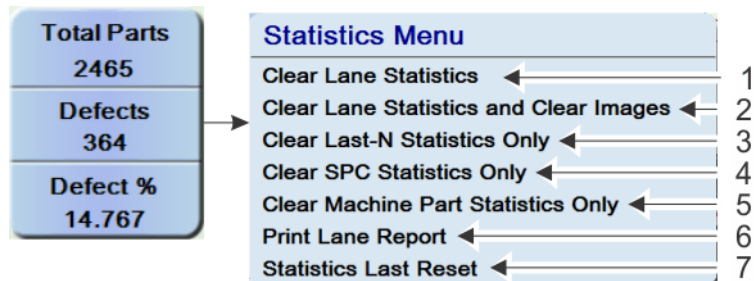 Total Parts
2465
Defects
364
Defect %
14.767
Statistics Menu
Clear Lane Statistics 1
Clear Lane Statistics and Clear Images 2
Clear Last-N Statistics Only 3
Clear SPC Statistics Only 4
Clear Machine Part Statistics Only 5
Print Lane Report 6
Statistics Last Reset 7